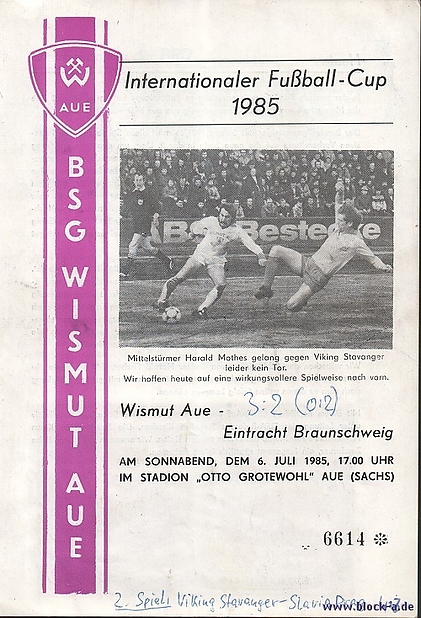 AUE
BSG WISMUT AUE
Internationaler Fußball-Cup
1985
BSG Bestecke
Mittelstürmer Harald Mothes gelang gegen Viking Stavanger
leider kein Tor.
Wir hoffen heute auf eine wirkungsvollere Spielweise nach vorn.
Wismut Aue - 3:2 (0:2)
Eintracht Braunschweig
AM SONNABEND, DEM 6. JULI 1985, 17.00 UHR
IM STADION „OTTO GROTEWOHL" AUE (SACHS)
6614 ✻
2. Spiel: Viking Stavanger - Slavia
www.block-a.de